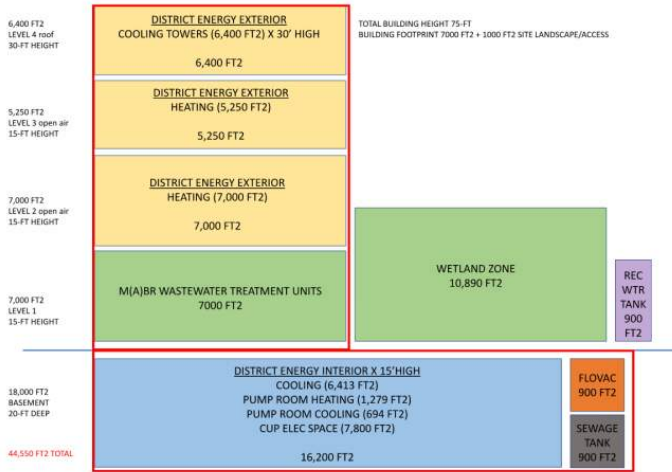 6,400 FT2
LEVEL 4 roof
30-FT HEIGHT
DISTRICT ENERGY EXTERIOR
COOLING TOWERS (6,400 FT2) X 30' HIGH
6,400 FT2
TOTAL BUILDING HEIGHT 75-FT
BUILDING FOOTPRINT 7000 FT2 + 1000 FT2 SITE LANDSCAPE/ACCESS
5,250 FT2
LEVEL 3 open air
15-FT HEIGHT
DISTRICT ENERGY EXTERIOR
HEATING (5,250 FT2)
5,250 FT2
7,000 FT2
LEVEL 2 open air
15-FT HEIGHT
DISTRICT ENERGY EXTERIOR
HEATING (7,000 FT2)
7,000 FT2
7,000 FT2
LEVEL 1
15-FT HEIGHT
M(A)BR WASTEWATER TREATMENT UNITS
7000 FT2
WETLAND ZONE
10,890 FT2
REC
WTR
TANK
900
FT2
18,000 FT2
BASEMENT
20-FT DEEP
44,550 FT2 TOTAL
DISTRICT ENERGY INTERIOR X 15'HIGH
COOLING (6,413 FT2)
PUMP ROOM HEATING (1,279 FT2)
PUMP ROOM COOLING (694 FT2)
CUP ELEC SPACE (7,800 FT2)
16,200 FT2
FLOVAC
900 FT2
SEWAGE
TANK
900 FT2